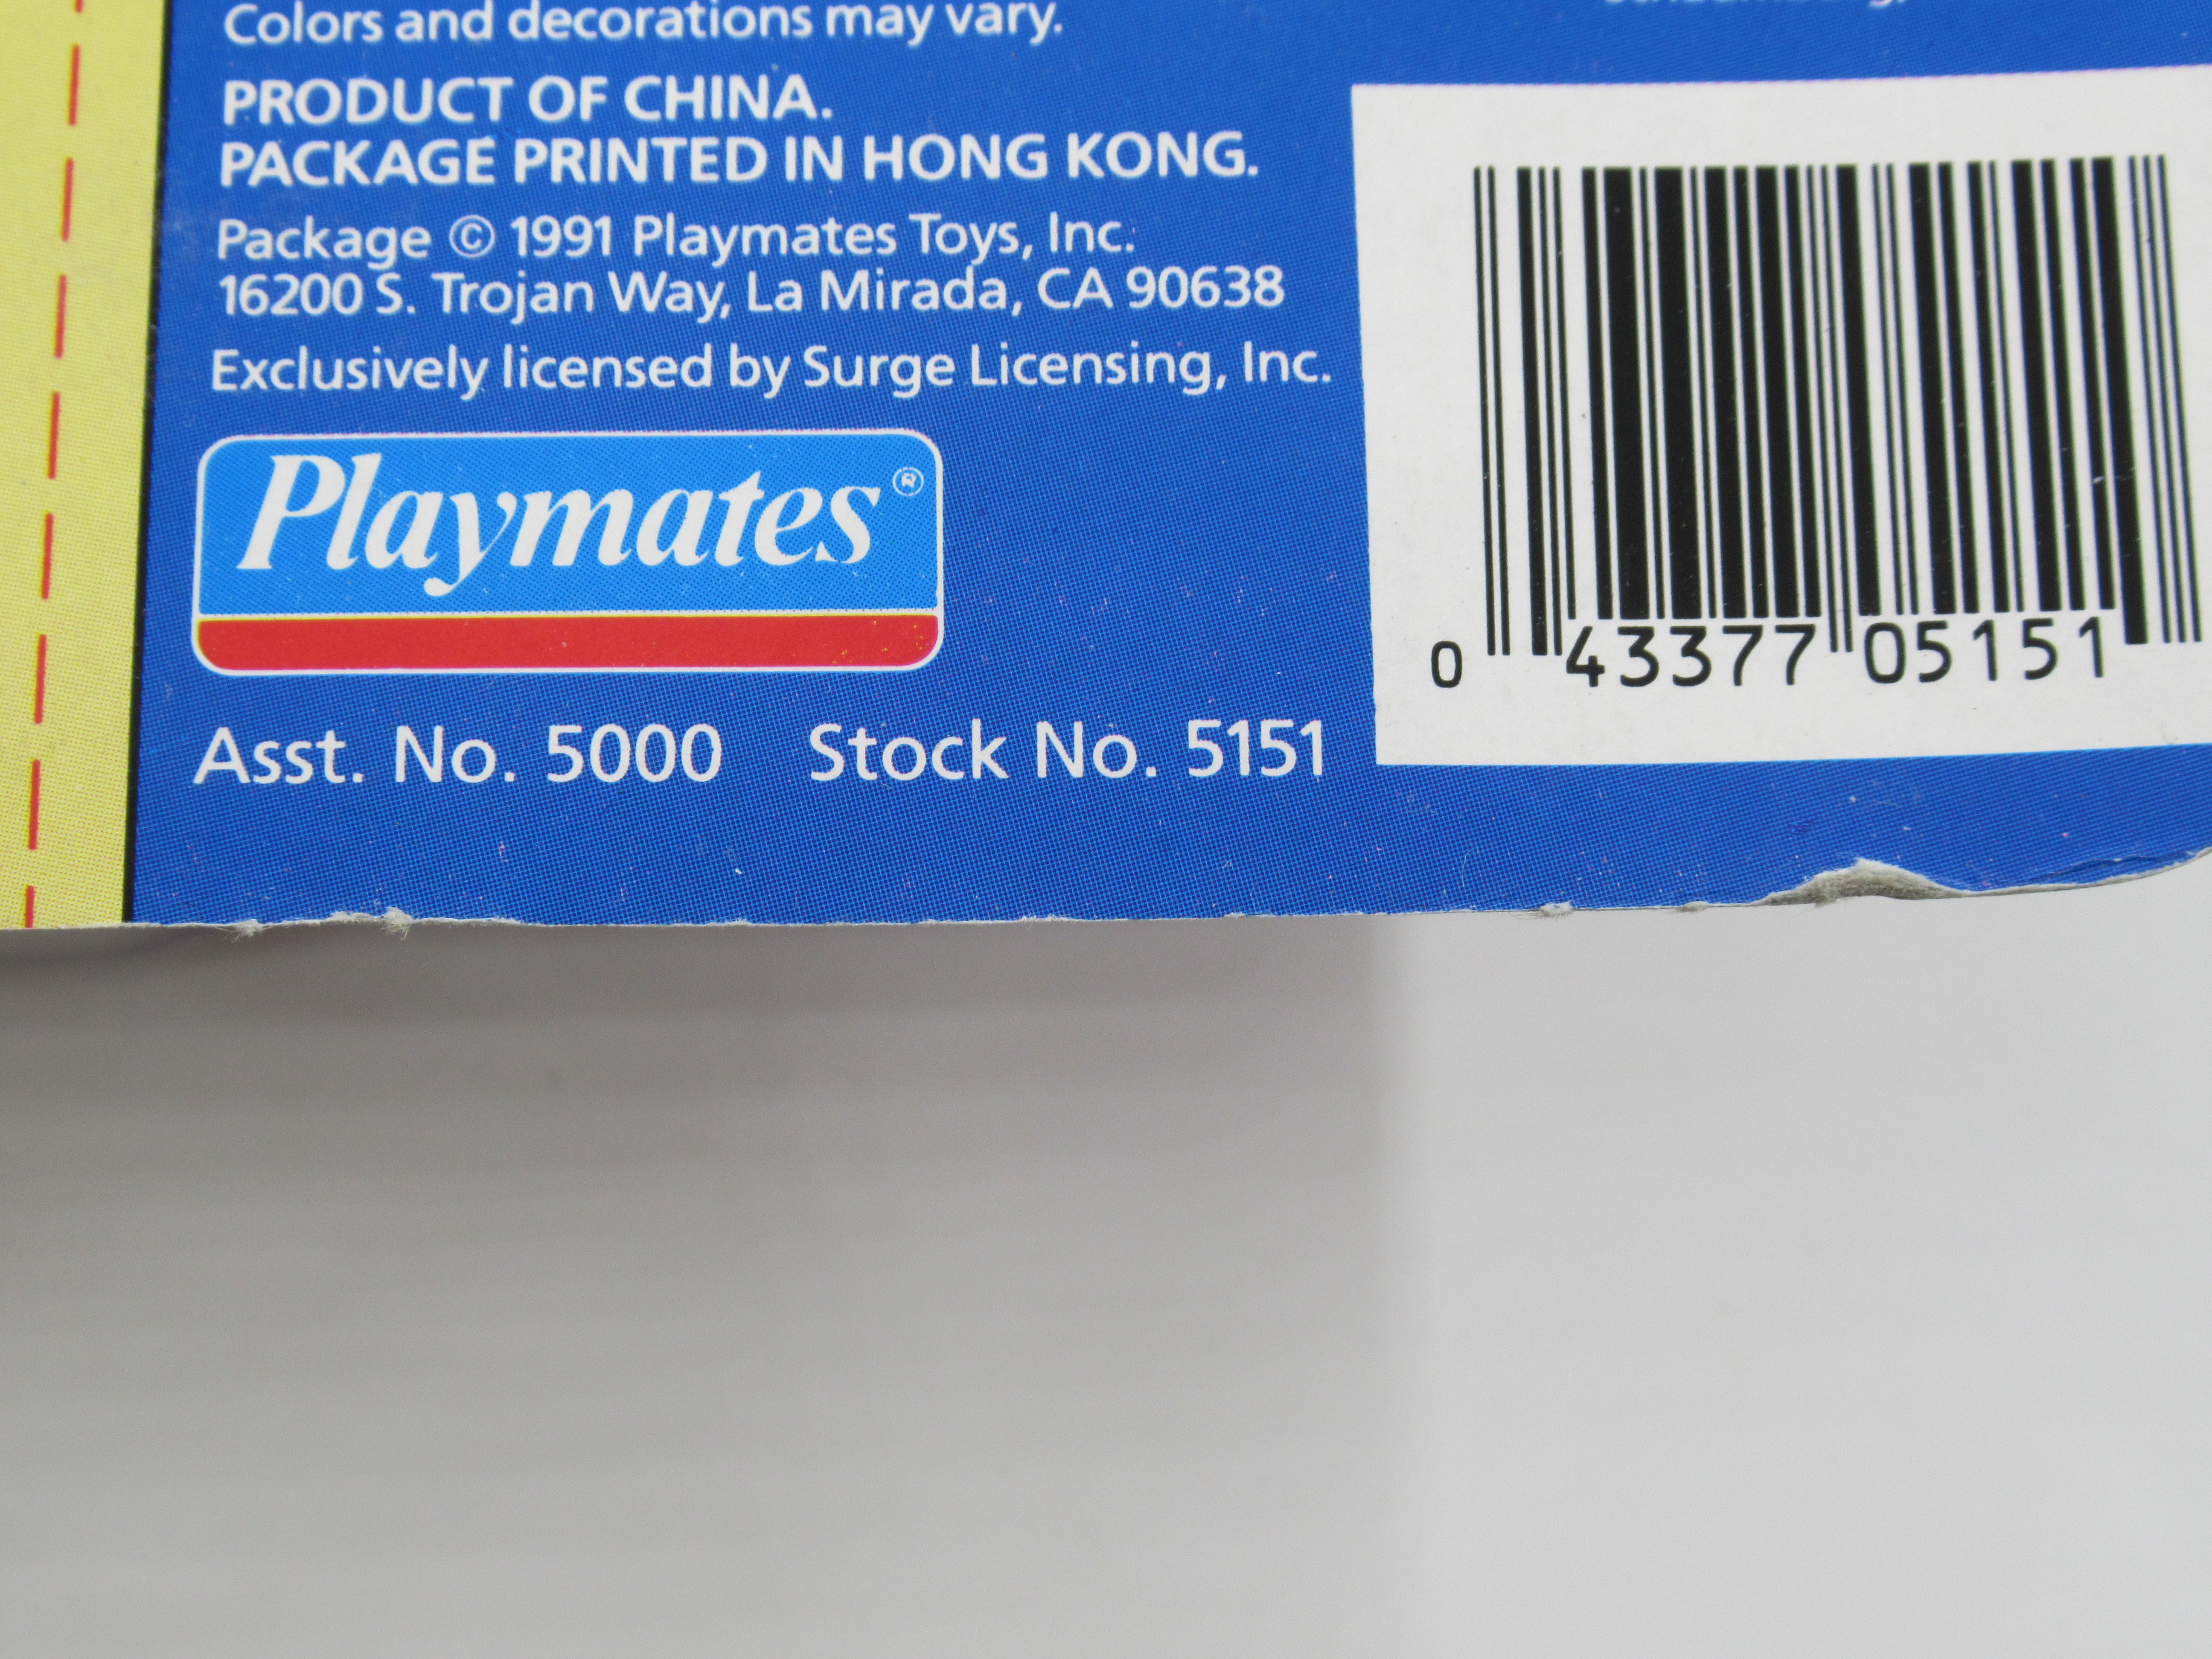 Colors and decorations may vary.
PRODUCT OF CHINA.
PACKAGE PRINTED IN HONG KONG.
Package © 1991 Playmates Toys, Inc.
16200 S. Trojan Way, La Mirada, CA 90638
Exclusively licensed by Surge Licensing, Inc.
Playmates®
Asst. No. 5000 Stock No. 5151
0 43377 05151